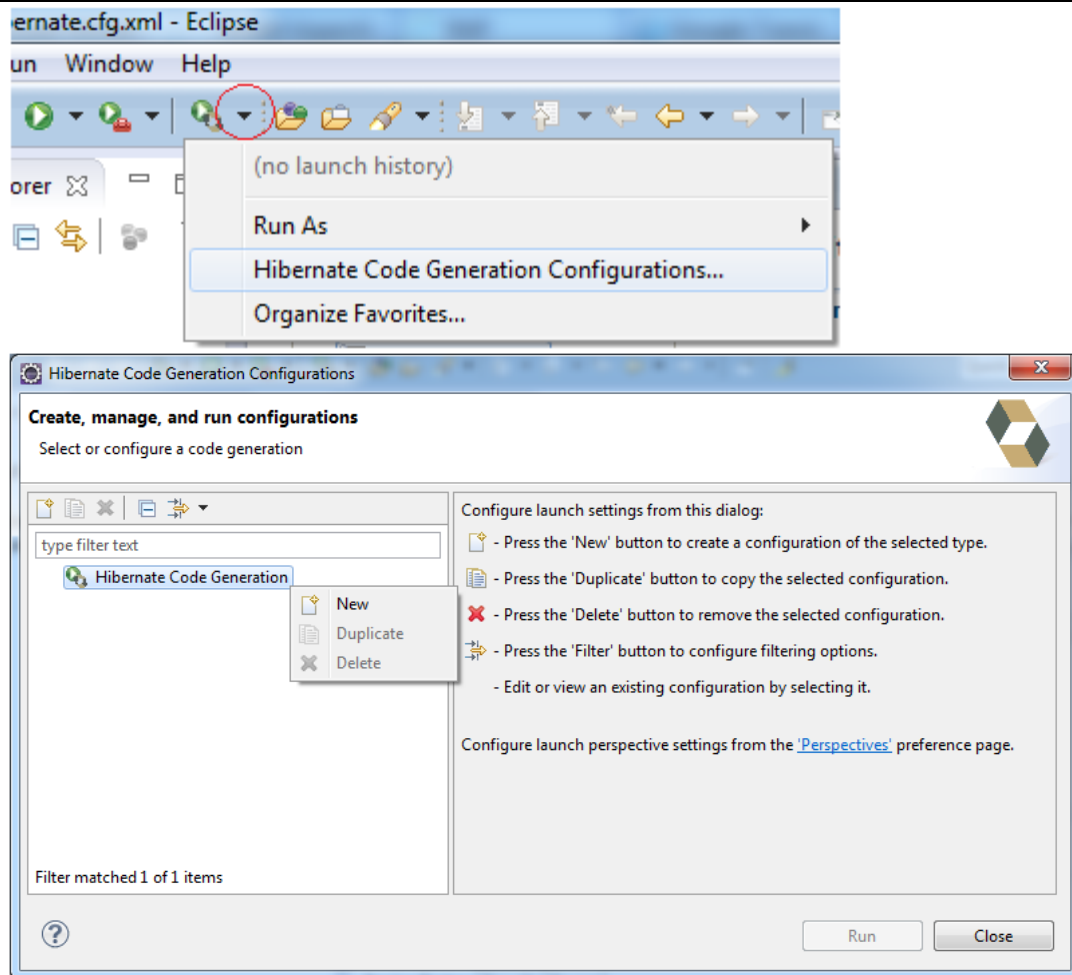 ernate.cfg.xml - Eclipse
un Window Help
(no launch history)
orer
Run As
Hibernate Code Generation Configurations...
Organize Favorites...
Hibernate Code Generation Configurations
Create, manage, and run configurations
Select or configure a code generation
type filter text
Hibernate Code Generation
New
Duplicate
Delete
Filter matched 1 of 1 items
Configure launch settings from this dialog:
- Press the 'New' button to create a configuration of the selected type.
- Press the 'Duplicate' button to copy the selected configuration.
- Press the 'Delete' button to remove the selected configuration.
- Press the 'Filter' button to configure filtering options.
- Edit or view an existing configuration by selecting it.
Configure launch perspective settings from the 'Perspectives' preference page.
?
Run
Close